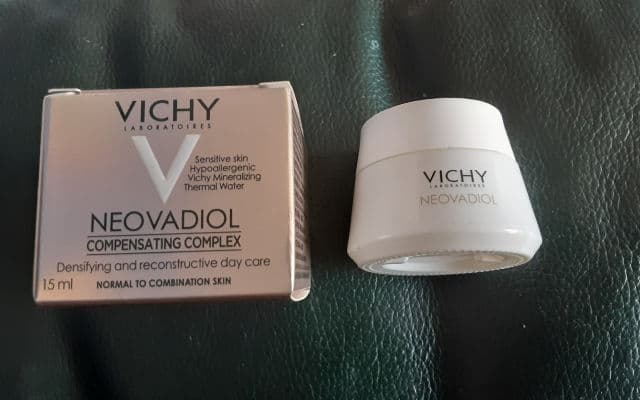 VICHY
LABORATOIRES
V
Sensitive skin
Hypoallergenic
Vichy Mineralizing
Thermal Water
NEOVADIOL
COMPENSATING COMPLEX
Densifying and reconstructive day care
15 ml NORMAL TO COMBINATION SKIN
VICHY
LABORATOIRES
NEOVADIOL